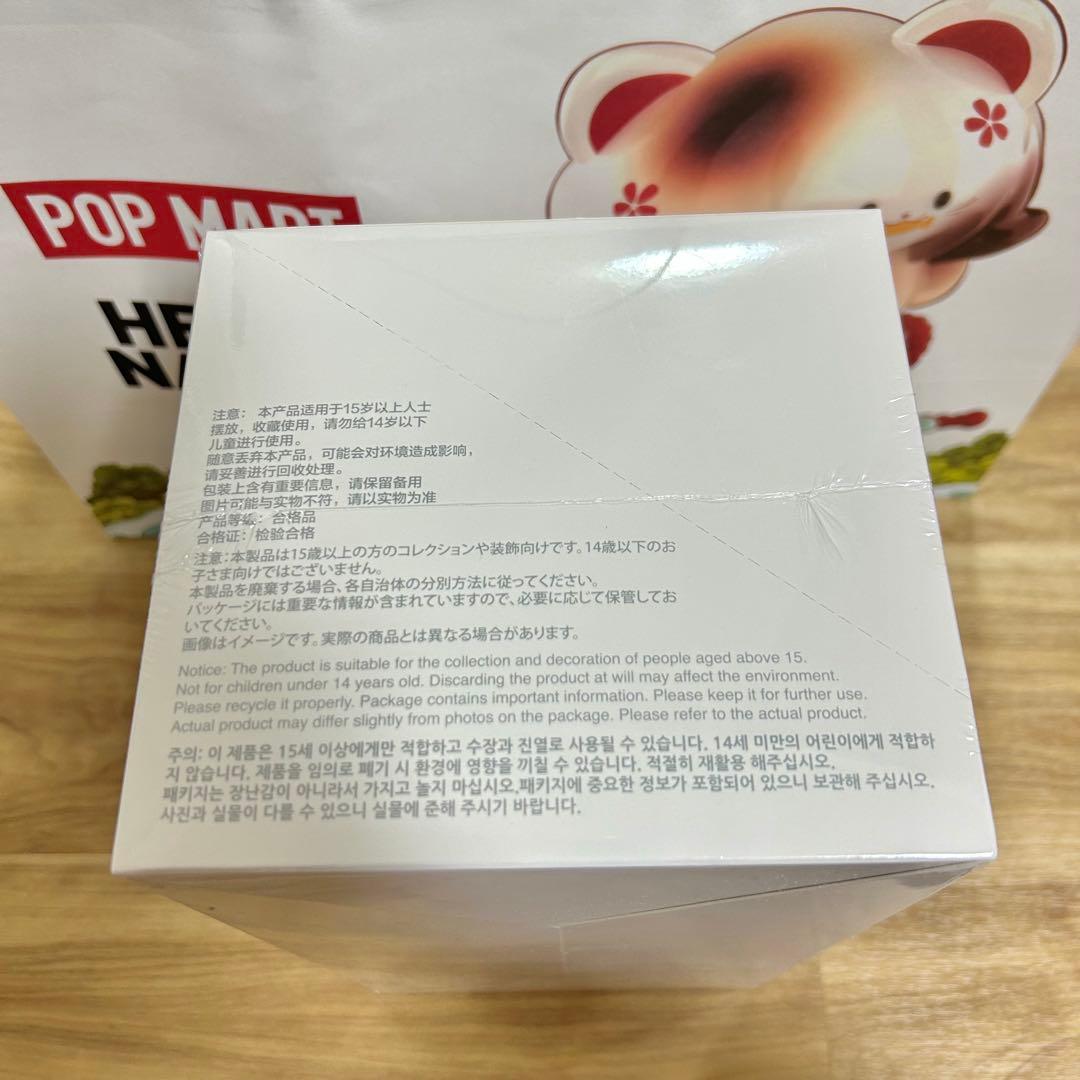 POP MART
注意： 本产品适用于15岁以上人士
摆放，收藏使用，请勿给14岁以下
儿童进行使用。
随意丢弃本产品，可能会对环境造成影响，
请妥善进行回收处理。
包装上含有重要信息，请保留备用
图片可能与实物不符，请以实物为准
产品等级：合格品
合格证：检验合格
注意：本製品は15歳以上の方のコレクションや装飾向けです。14歳以下のお
子さま向けではございません。
本製品を廃棄する場合、各自治体の分別方法に従ってください。
パッケージには重要な情報が含まれていますので、必要に応じて保管してお
いてください。
画像はイメージです。実際の商品とは異なる場合があります。
Notice: The product is suitable for the collection and decoration of people aged above 15.
Not for children under 14 years old. Discarding the product at will may affect the environment.
Please recycle it properly. Package contains important information. Please keep it for further use.
Actual product may differ slightly from photos on the package. Please refer to the actual product.
주의: 이 제품은 15세 이상에게만 적합하고 수장과 진열로 사용될 수 있습니다. 14세 미만의 어린이에게 적합하
지 않습니다. 제품을 임의로 폐기 시 환경에 영향을 끼칠 수 있습니다. 적절히 재활용 해주십시오.
패키지는 장난감이 아니라서 가지고 놀지 마십시오.패키지에 중요한 정보가 포함되어 있으니 보관해 주십시오.
사진과 실물이 다를 수 있으니 실물에 준해 주시기 바랍니다.